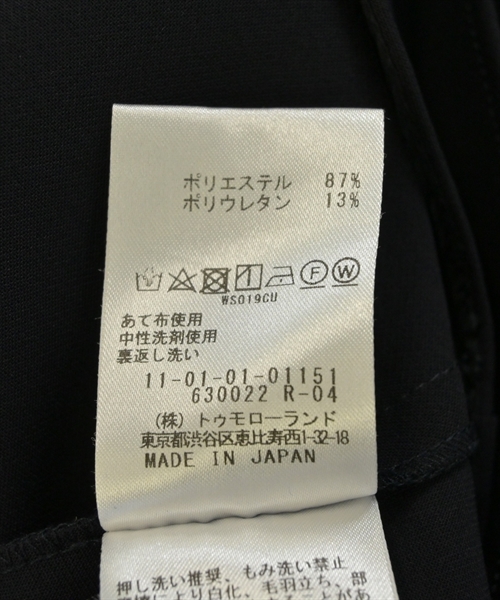 ポリエステル 87%
ポリウレタン 13%
F W
WS019CU
あて布使用
中性洗剤使用
裏返し洗い
11-01-01-01151
630022 R-04
(株) トゥモローランド
東京都渋谷区恵比寿西1-32-18
MADE IN JAPAN
押し洗い推奨、もみ洗い禁止
環境により白化、毛羽立ち、部